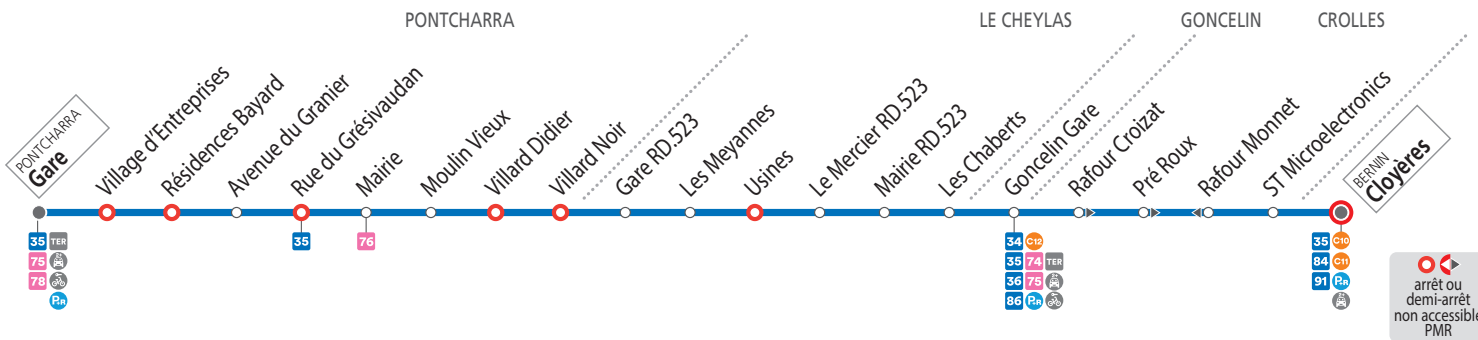 PONTCHARRA
LE CHEYLAS
GONCELIN
CROLLES
PONTCHARRA
Gare
Village d'Entreprises
Résidences Bayard
Avenue du Granier
Rue du Grésivaudan
Mairie
Moulin Vieux
Villard Didier
Villard Noir
Gare RD.523
Les Meyannes
Usines
Le Mercier RD.523
Mairie RD.523
Les Chaberts
Goncelin Gare
Rafour Croizat
Pré Roux
Rafour Monnet
ST Microelectronics
BERNIN
Cloyères
35 TER
75
78
P+R
35
76
34 C12
35 74 TER
36 75
86 P+R
35 C10
84 C11
91 P+R
arrêt ou
demi-arrêt
non accessible
PMR